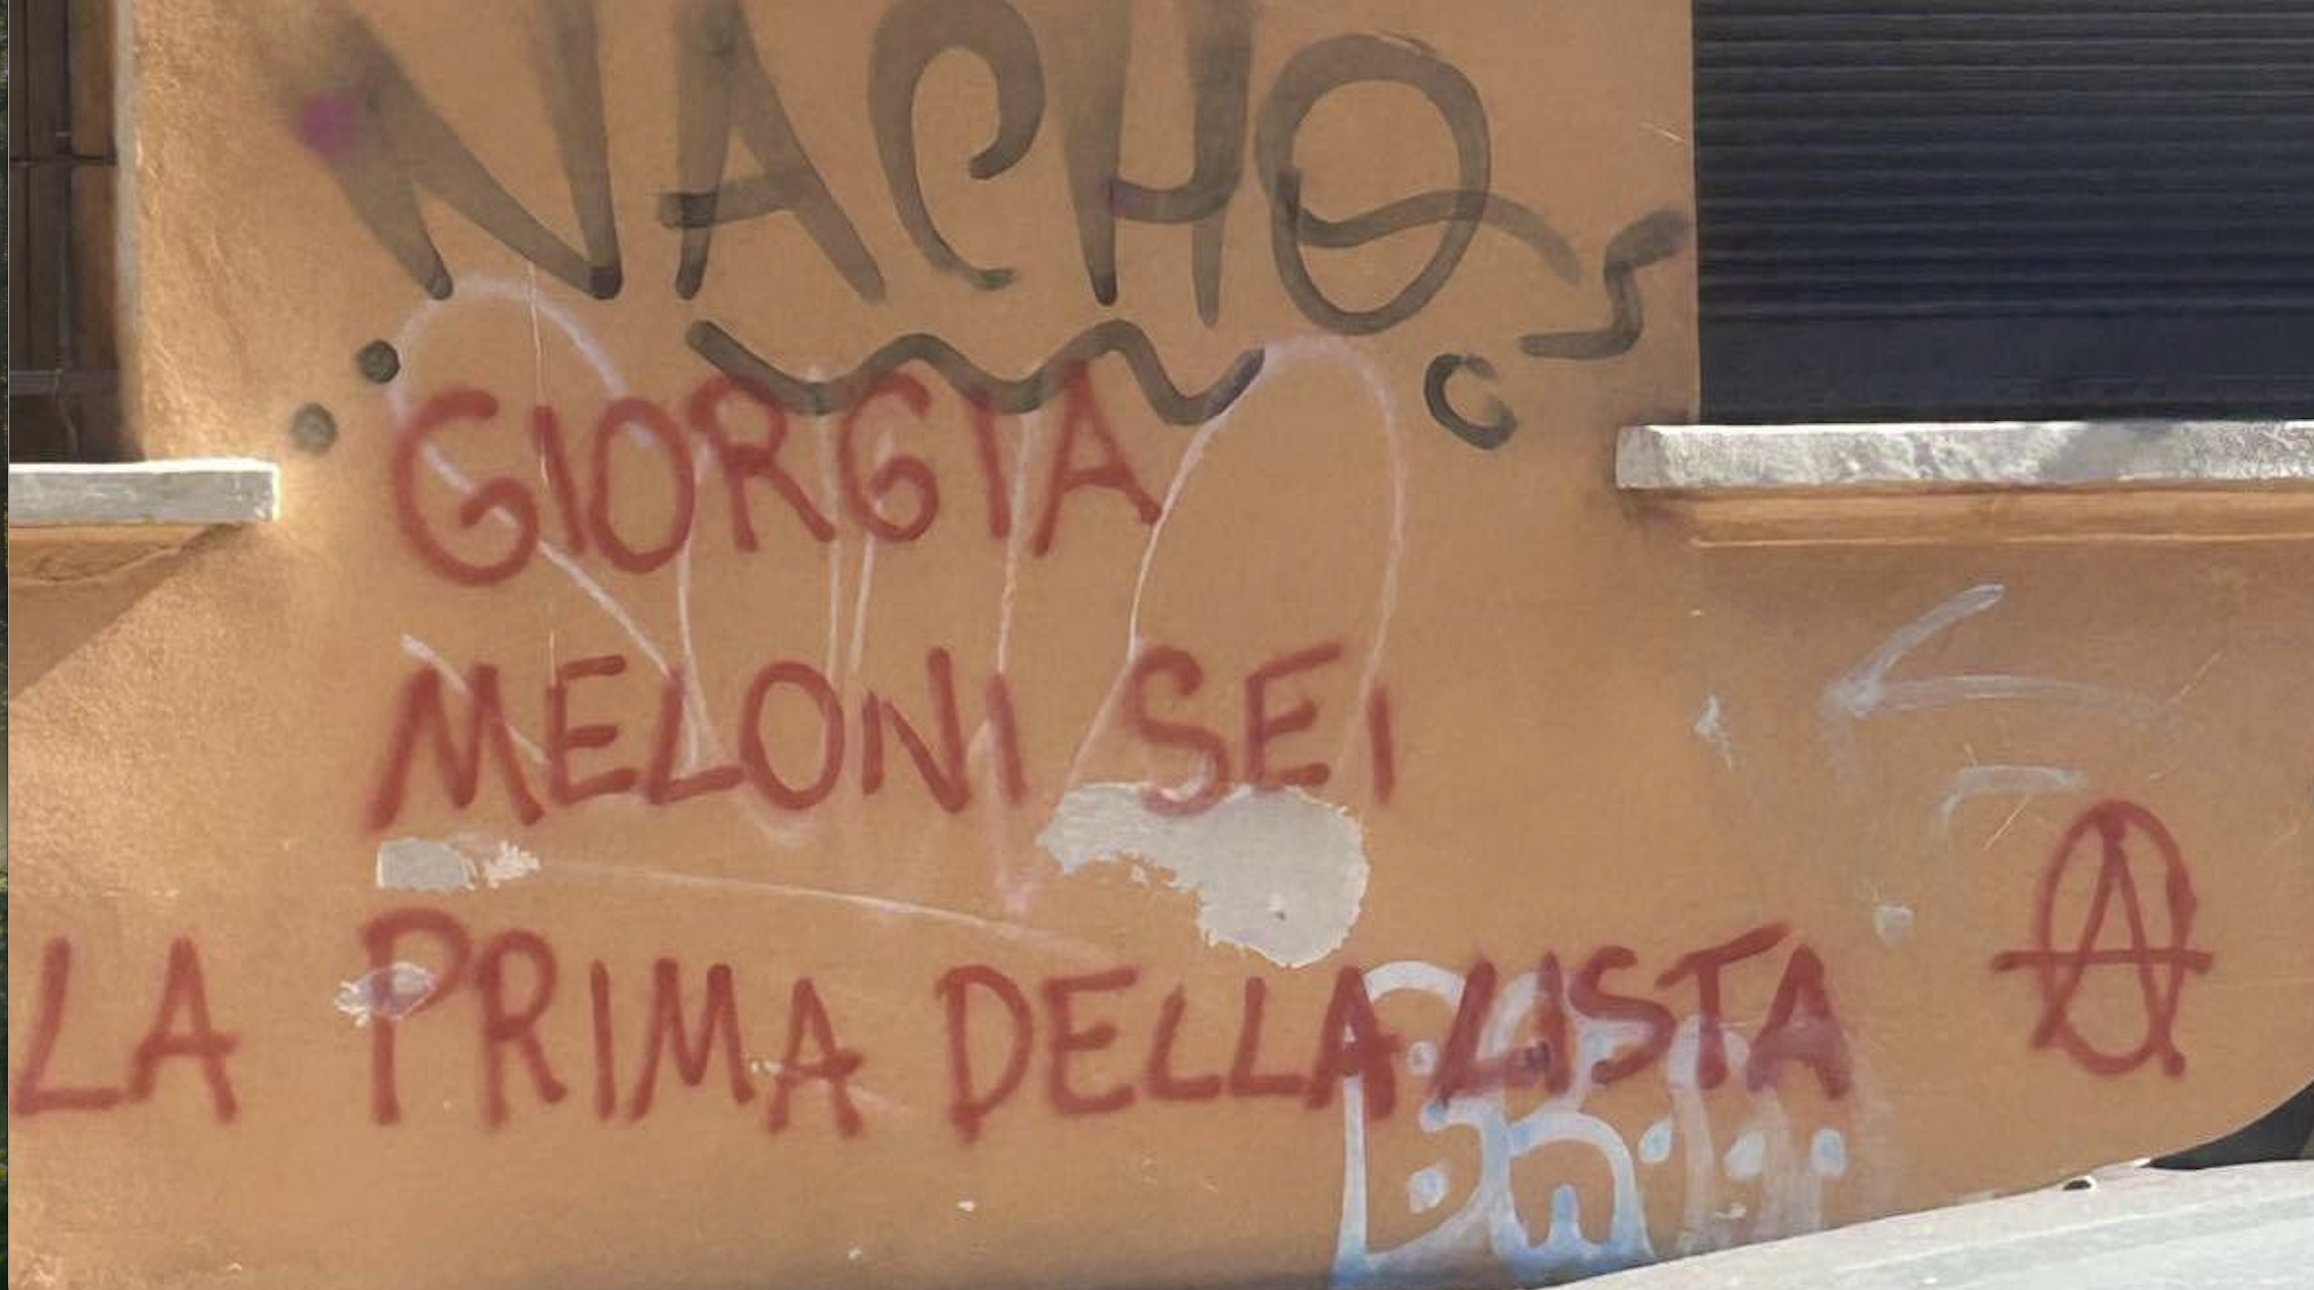 NACHO
GIORGIA
MELONI SEI
LA PRIMA DELLA LISTA
A